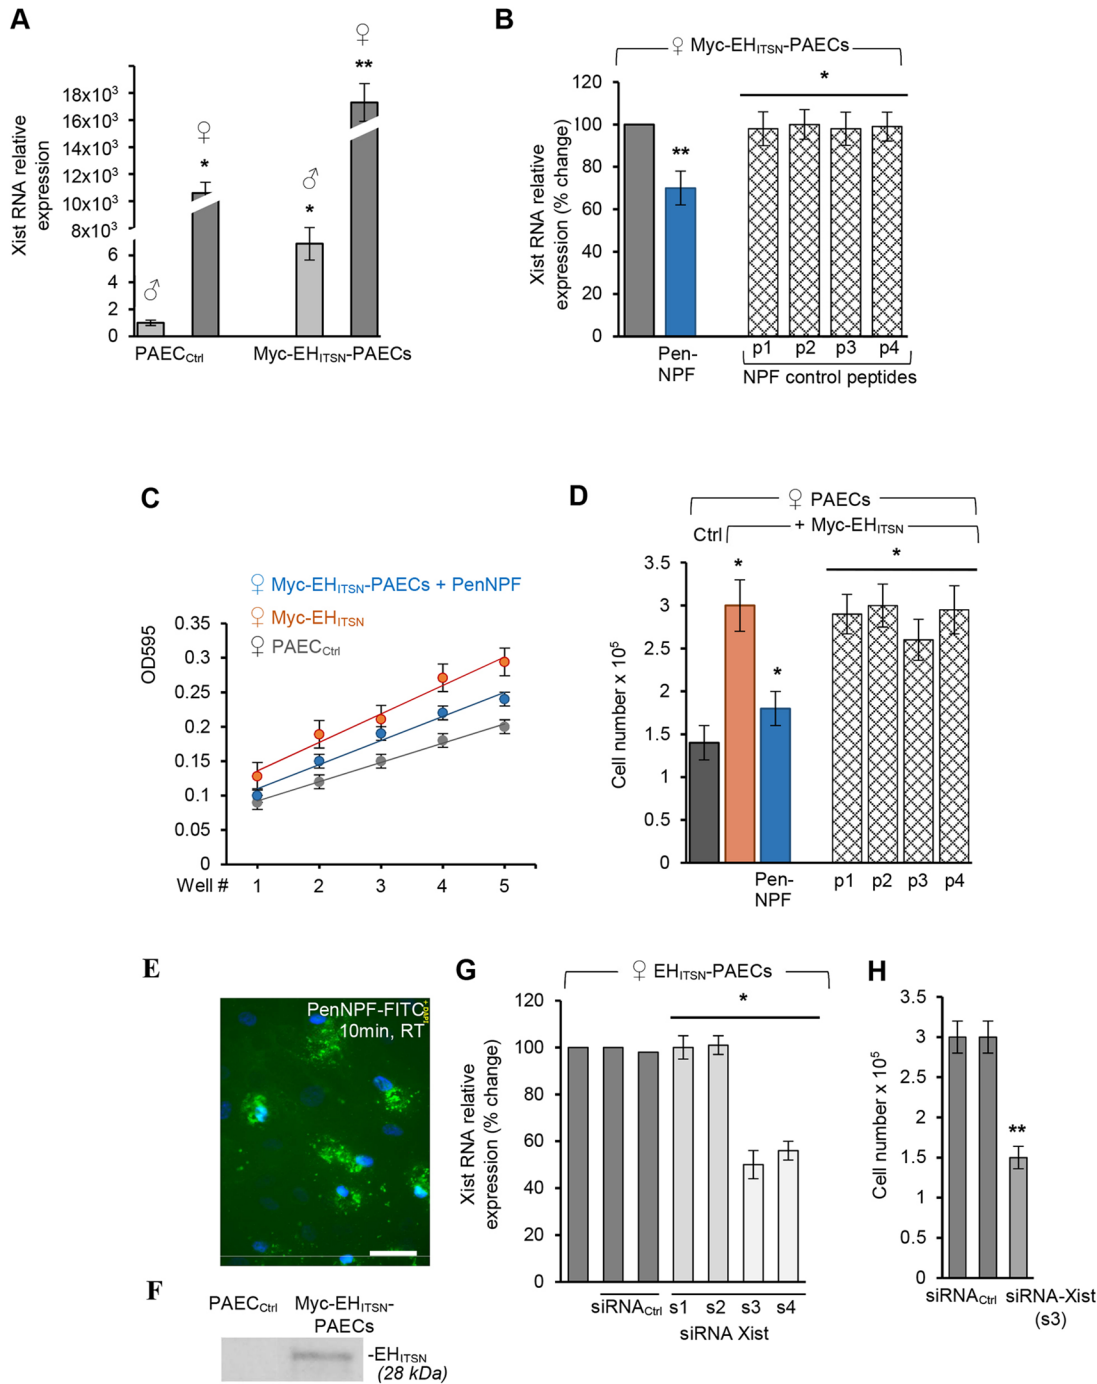 A
♀
**
♂
*
♀
*
♂
18x10³
16x10³
14x10³
12x10³
10x10³
8x10³
6
4
2
0
Xist RNA relative
expression
PAECCtrl
Myc-EHITSN-PAECs
B
♀ Myc-EHITSN-PAECs
*
**
120
100
80
60
40
20
0
Xist RNA relative
expression (% change)
Pen-
NPF
p1 p2 p3 p4
NPF control peptides
C
♀ Myc-EHITSN-PAECs + PenNPF
♀ Myc-EHITSN
♀ PAECCtrl
OD595
0.35
0.3
0.25
0.2
0.15
0.1
0.05
0
Well # 1 2 3 4 5
D
♀ PAECs
Ctrl + Myc-EHITSN
*
*
*
3.5
3
2.5
2
1.5
1
0.5
0
Cell number x 10⁵
Pen-
NPF
p1 p2 p3 p4
E
PenNPF-FITC
10min, RT
+ DAPI
F
PAECCtrl
Myc-EHITSN-
PAECs
-EHITSN
(28 kDa)
G
♀ EHITSN-PAECs
*
120
100
80
60
40
20
0
Xist RNA relative
expression (% change)
siRNACtrl s1 s2 s3 s4
siRNA Xist
H
3.5
3
2.5
2
1.5
1
0.5
0
Cell number x 10⁵
**
siRNACtrl siRNA-Xist
(s3)